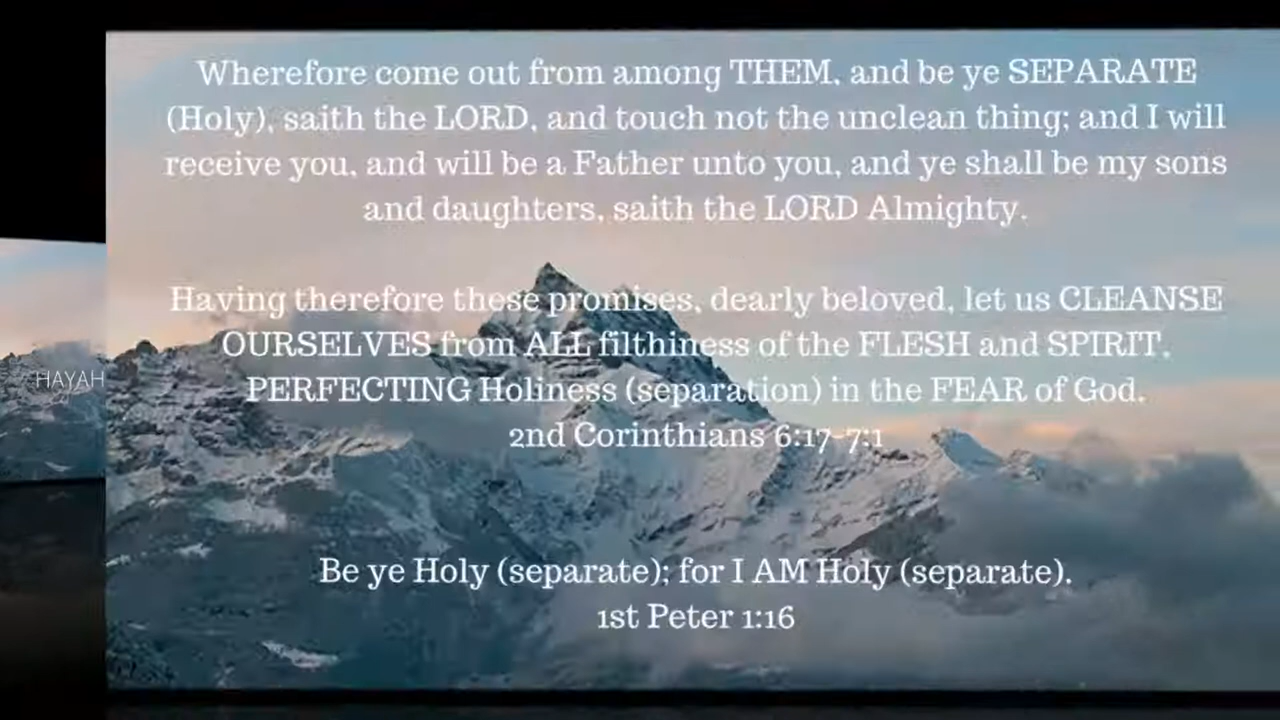 Wherefore come out from among THEM, and be ye SEPARATE
(Holy), saith the LORD, and touch not the unclean thing; and I will
receive you, and will be a Father unto you, and ye shall be my sons
and daughters, saith the LORD Almighty.
Having therefore these promises, dearly beloved, let us CLEANSE
OURSELVES from ALL filthiness of the FLESH and SPIRIT,
PERFECTING Holiness (separation) in the FEAR of God.
2nd Corinthians 6:17-7:1
HAYAH
Be ye Holy (separate); for I AM Holy (separate).
1st Peter 1:16